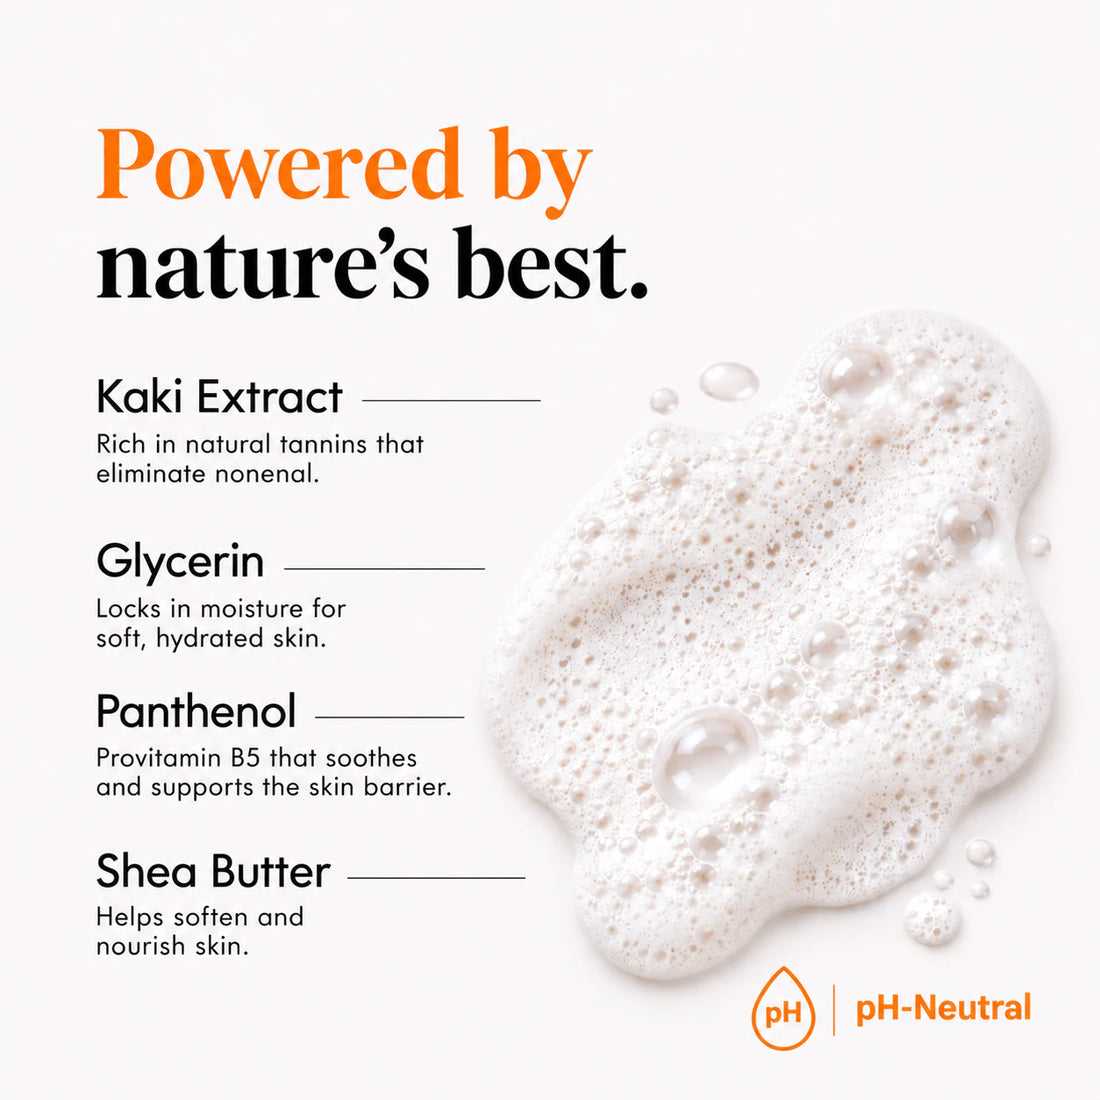 Powered by
nature’s best.
Kaki Extract
Rich in natural tannins that
eliminate nonenal.
Glycerin
Locks in moisture for
soft, hydrated skin.
Panthenol
Provitamin B5 that soothes
and supports the skin barrier.
Shea Butter
Helps soften and
nourish skin.
pH
pH-Neutral